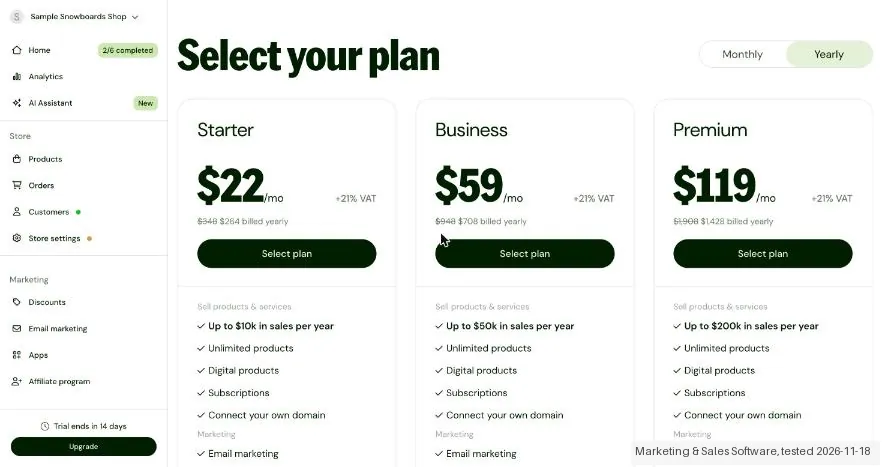 S Sample Snowboards Shop
Home 2/6 completed
Analytics
AI Assistant New
Store
Products
Orders
Customers
Store settings
Marketing
Discounts
Email marketing
Apps
Affiliate program
Trial ends in 14 days
Upgrade
Select your plan
Monthly Yearly
Starter
$22/mo +21% VAT
$348 $264 billed yearly
Select plan
Sell products & services
Up to $10k in sales per year
Unlimited products
Digital products
Subscriptions
Connect your own domain
Marketing
Email marketing
Business
$59/mo +21% VAT
$948 $708 billed yearly
Select plan
Sell products & services
Up to $50k in sales per year
Unlimited products
Digital products
Subscriptions
Connect your own domain
Marketing
Email marketing
Premium
$119/mo +21% VAT
$1,908 $1,428 billed yearly
Select plan
Sell products & services
Up to $200k in sales per year
Unlimited products
Digital products
Subscriptions
Connect your own domain
Marketing
Marketing & Sales Software, tested 2026-11-18